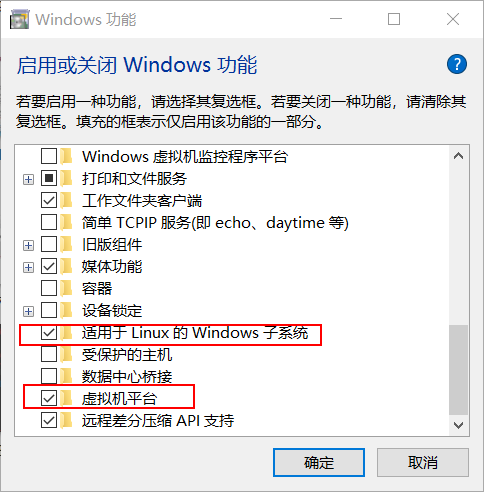 Windows 功能
启用或关闭 Windows 功能
?
若要启用一种功能，请选择其复选框。若要关闭一种功能，请清除其
复选框。填充的框表示仅启用该功能的一部分。
Windows 虚拟机监控程序平台
打印和文件服务
工作文件夹客户端
简单 TCPIP 服务(即 echo、daytime 等)
旧版组件
媒体功能
容器
设备锁定
适用于 Linux 的 Windows 子系统
受保护的主机
数据中心桥接
虚拟机平台
远程差分压缩 API 支持
确定
取消